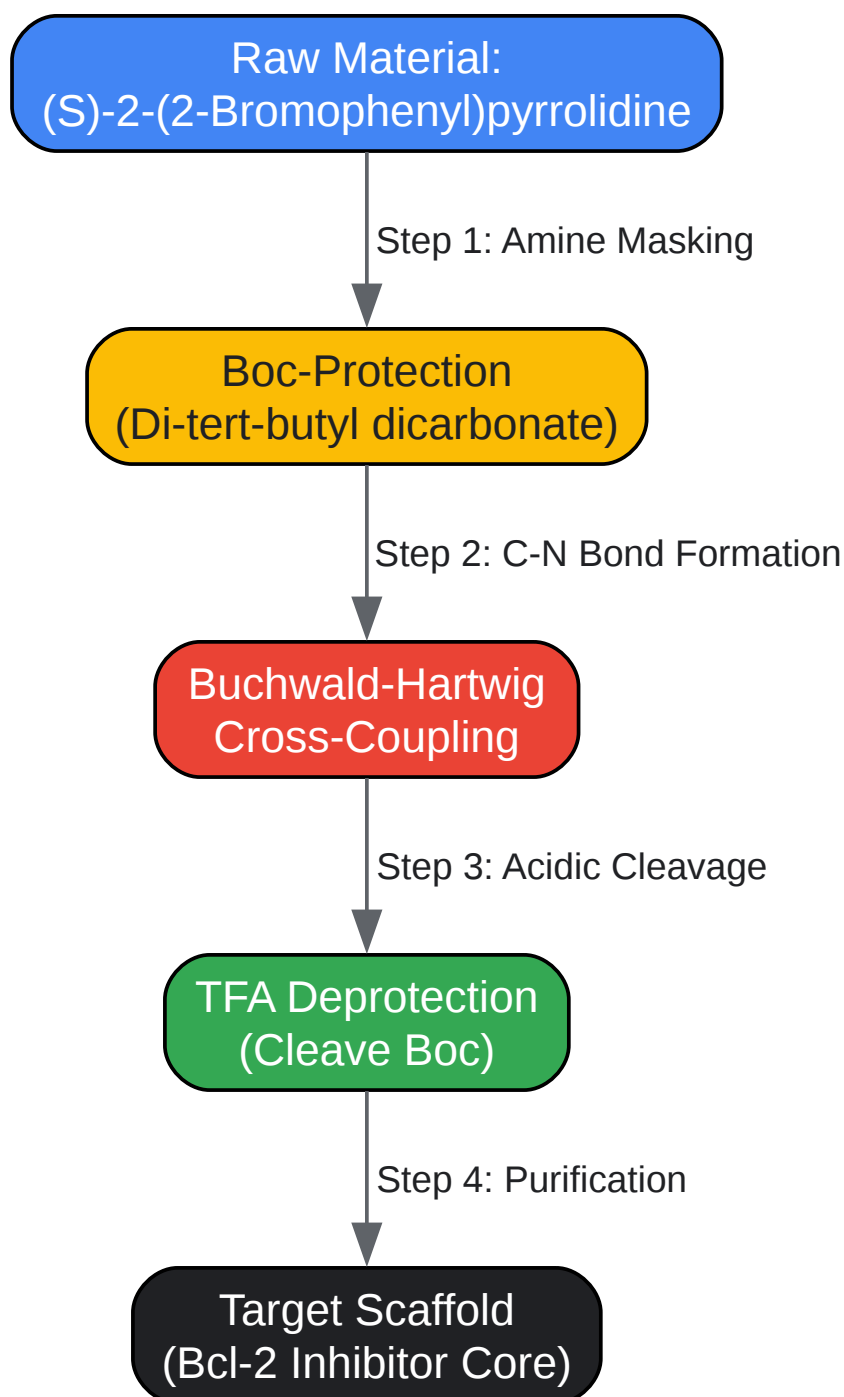 Raw Material:
(S)-2-(2-Bromophenyl)pyrrolidine
Step 1: Amine Masking
Boc-Protection
(Di-tert-butyl dicarbonate)
Step 2: C-N Bond Formation
Buchwald-Hartwig
Cross-Coupling
Step 3: Acidic Cleavage
TFA Deprotection
(Cleave Boc)
Step 4: Purification
Target Scaffold
(Bcl-2 Inhibitor Core)